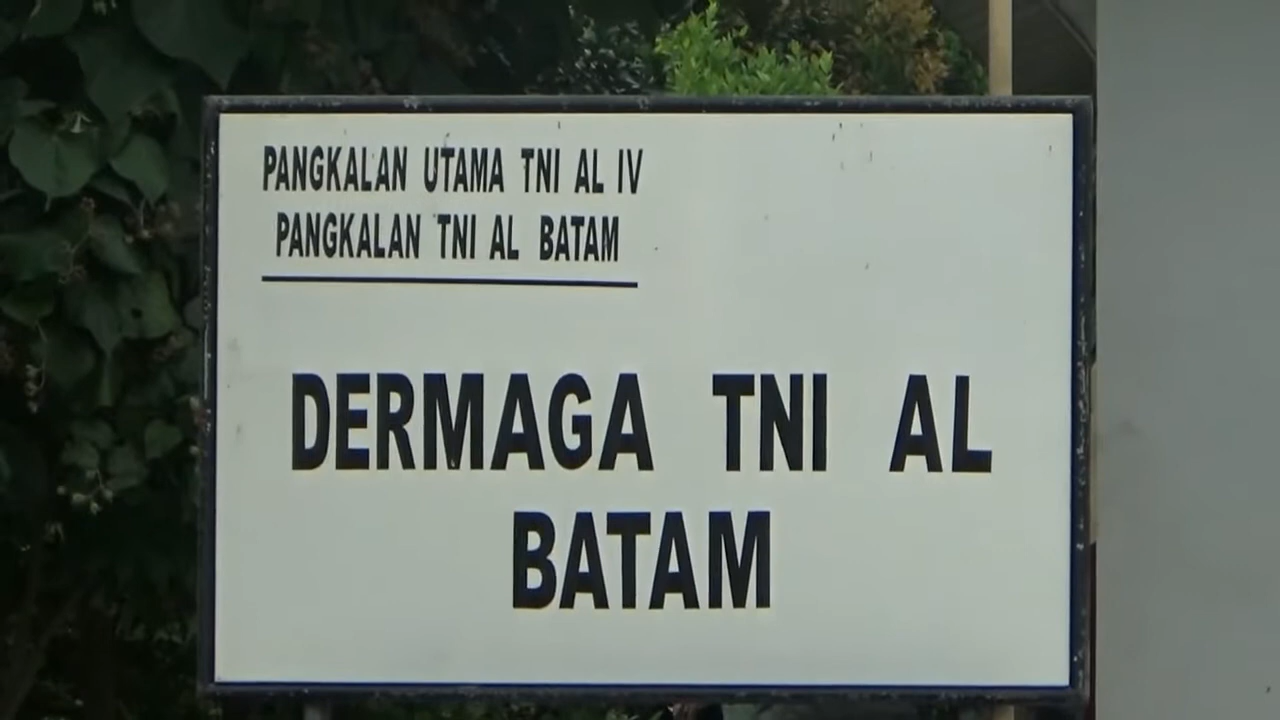 PANGKALAN UTAMA TNI AL IV
PANGKALAN TNI AL BATAM
DERMAGA TNI AL
BATAM